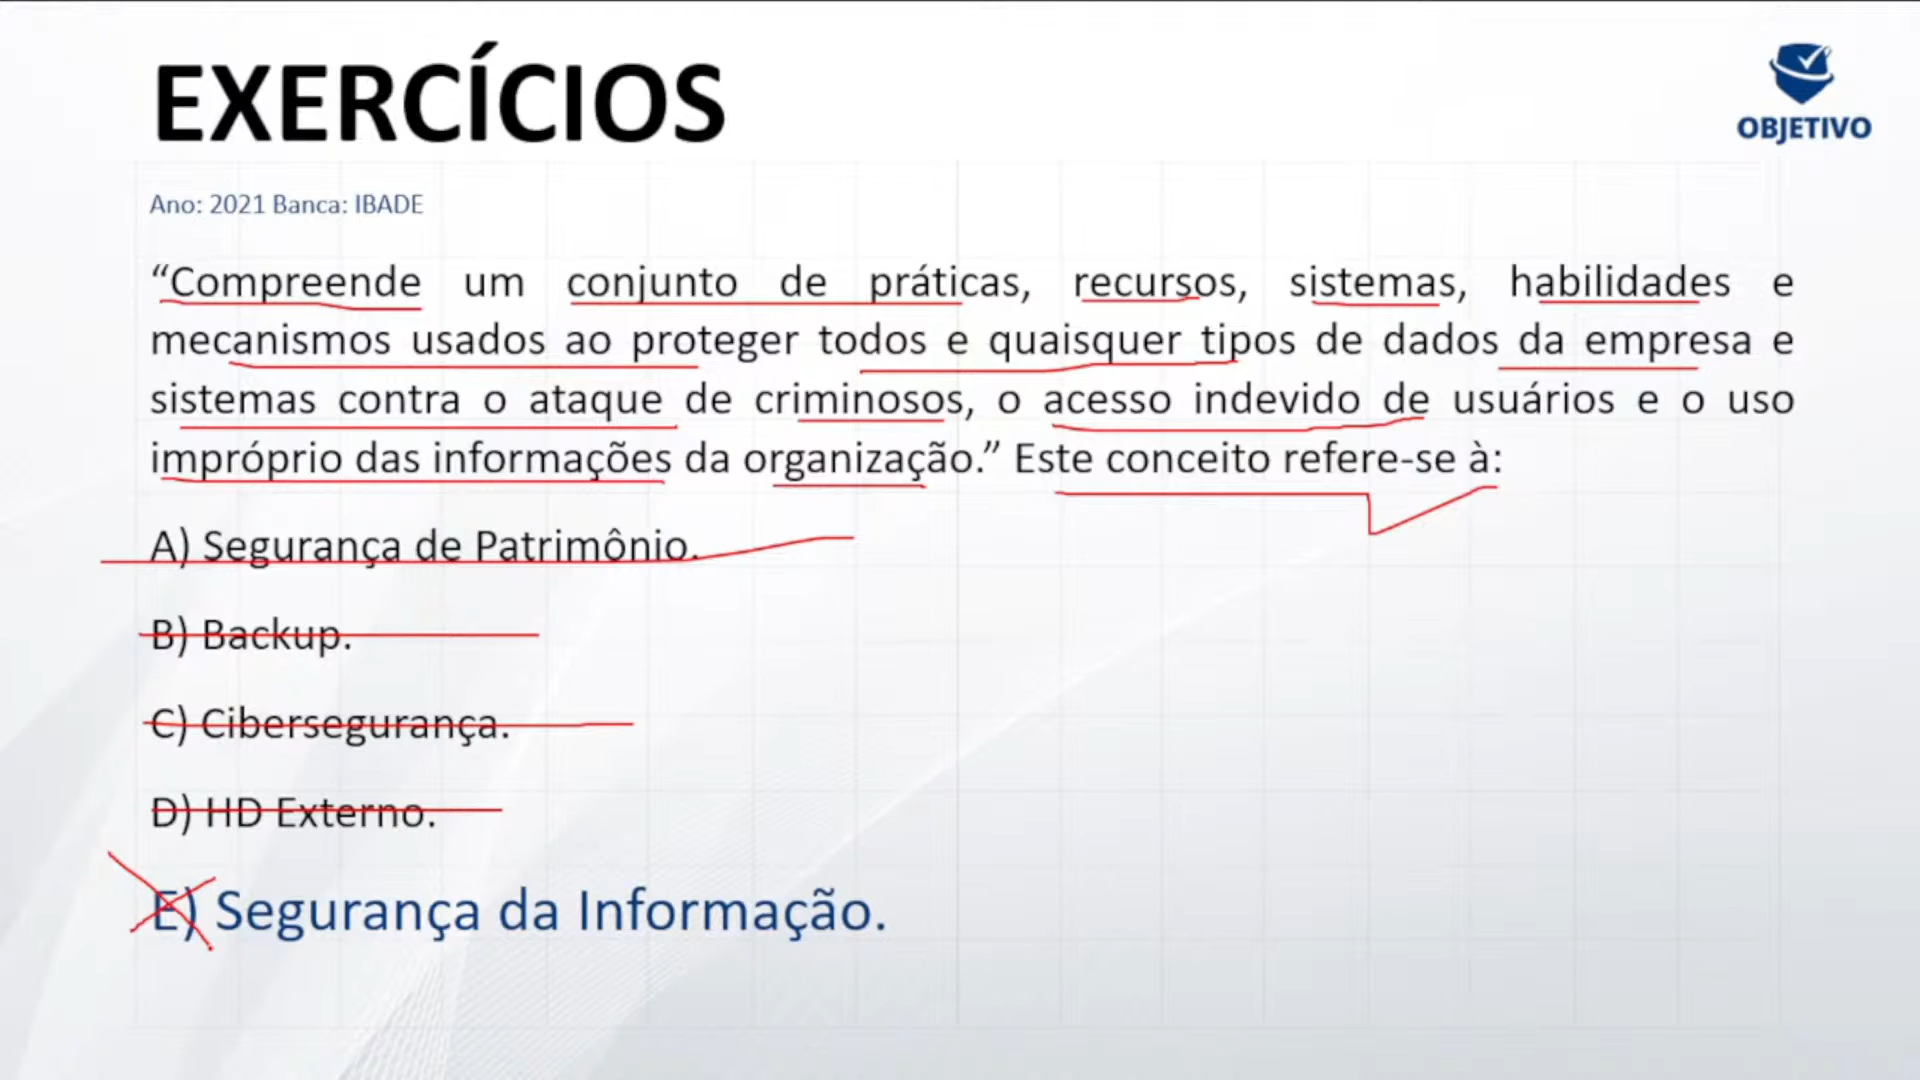 EXERCÍCIOS
OBJETIVO
Ano: 2021 Banca: IBADE
“Compreende um conjunto de práticas, recursos, sistemas, habilidades e
mecanismos usados ao proteger todos e quaisquer tipos de dados da empresa e
sistemas contra o ataque de criminosos, o acesso indevido de usuários e o uso
impróprio das informações da organização.” Este conceito refere-se à:
A) Segurança de Patrimônio.
B) Backup.
C) Cibersegurança.
D) HD Externo.
E) Segurança da Informação.